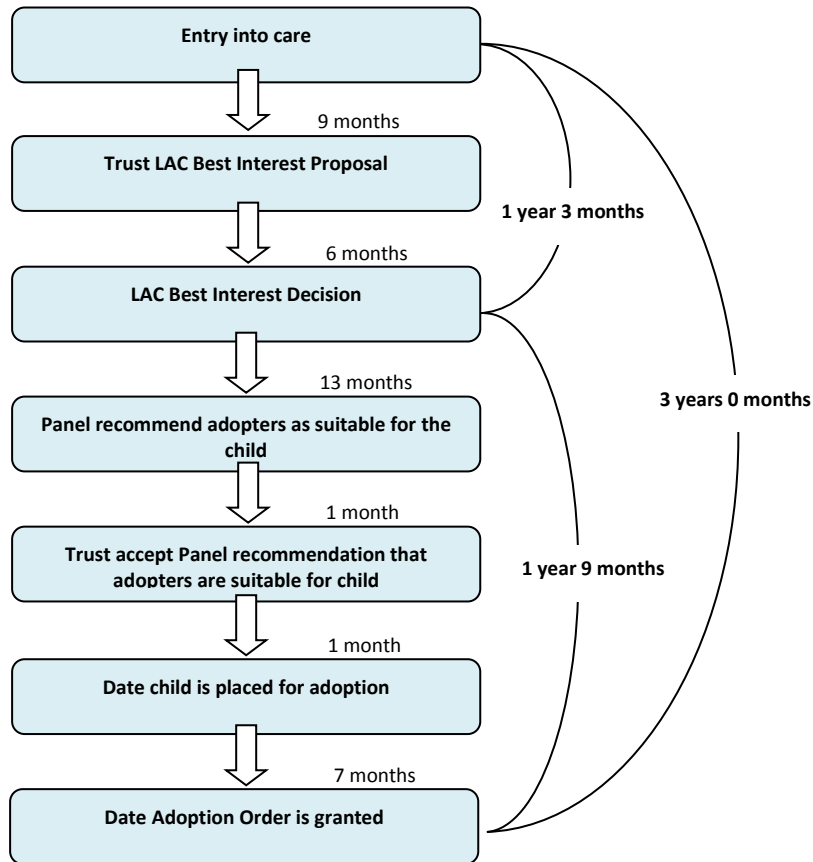 Entry into care
9 months
Trust LAC Best Interest Proposal
1 year 3 months
6 months
LAC Best Interest Decision
13 months
3 years 0 months
Panel recommend adopters as suitable for the
child
1 month
Trust accept Panel recommendation that
adopters are suitable for child
1 year 9 months
1 month
Date child is placed for adoption
7 months
Date Adoption Order is granted